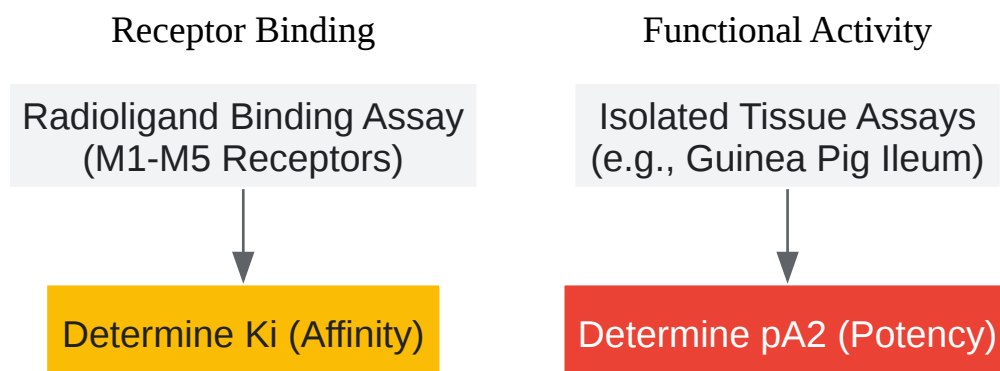 Receptor Binding
Radioligand Binding Assay
(M1-M5 Receptors)
Determine Ki (Affinity)
Functional Activity
Isolated Tissue Assays
(e.g., Guinea Pig Ileum)
Determine pA2 (Potency)